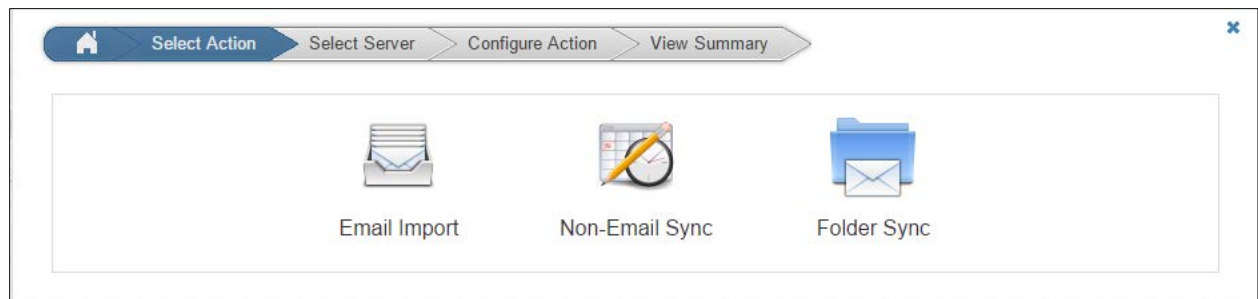 Select Action Select Server Configure Action View Summary
Email Import Non-Email Sync Folder Sync